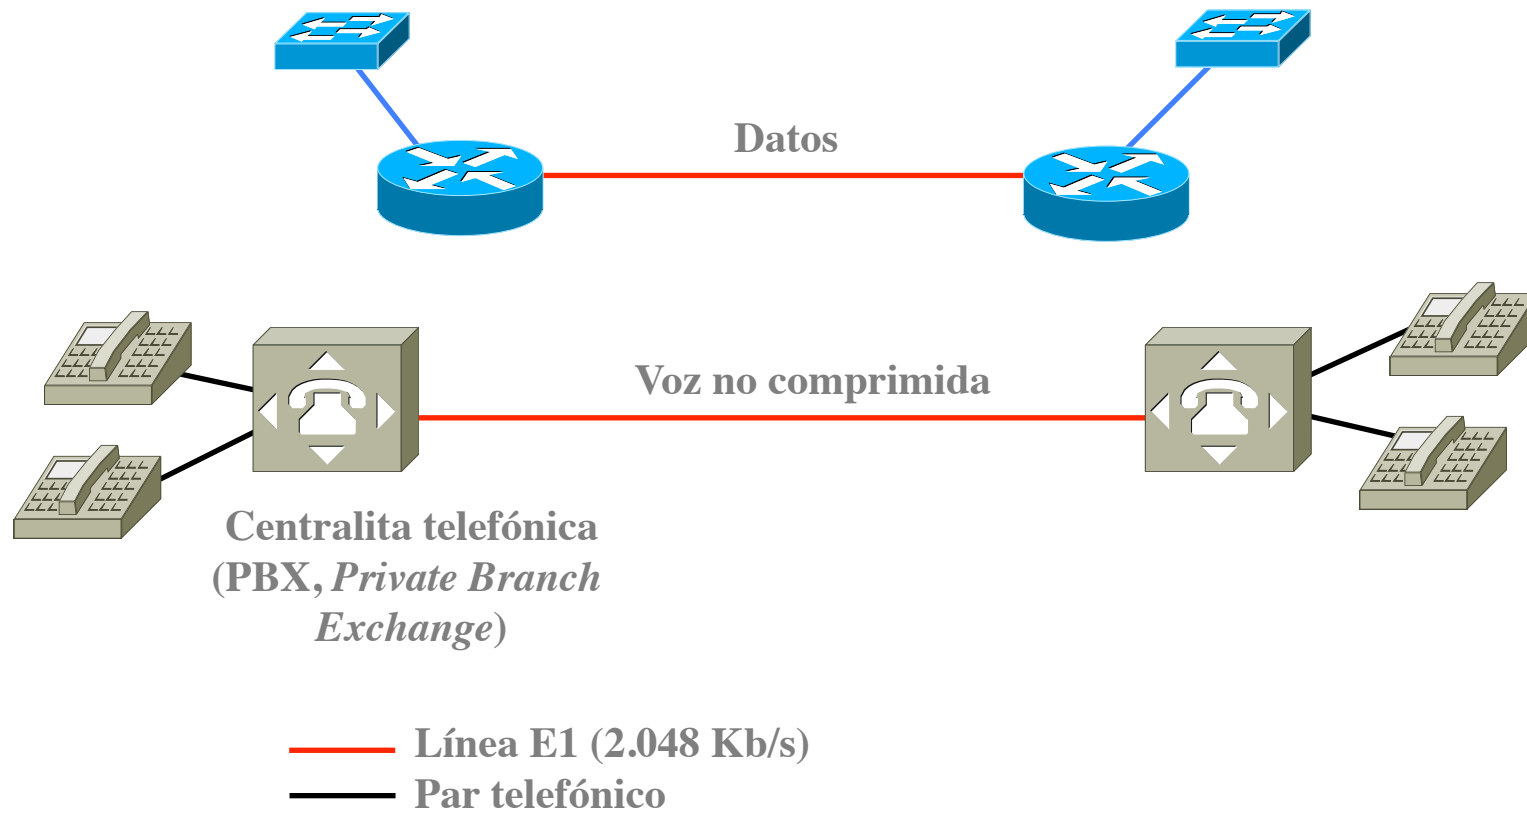 Datos
Voz no comprimida
Centralita telefónica
(PBX, Private Branch
Exchange)
Línea E1 (2.048 Kb/s)
Par telefónico